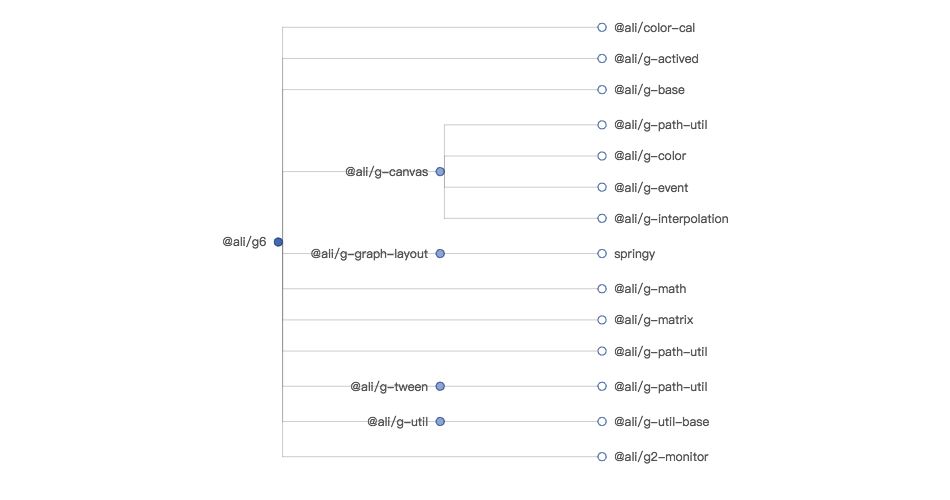 @ali/color-cal
@ali/g-actived
@ali/g-base
@ali/g-path-util
@ali/g-color
@ali/g-canvas
@ali/g-event
@ali/g-interpolation
@ali/g6
@ali/g-graph-layout
springy
@ali/g-math
@ali/g-matrix
@ali/g-path-util
@ali/g-tween
@ali/g-path-util
@ali/g-util
@ali/g-util-base
@ali/g2-monitor